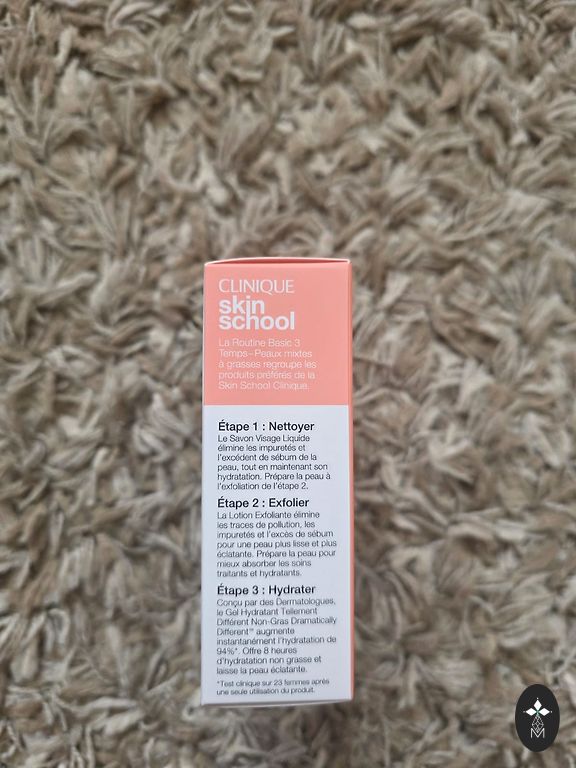 CLINIQUE
skin
school
La Routine Basic 3
Temps-Peaux mixtes
à grasses regroupe les
produits préférés de la
Skin School Clinique.
Étape 1 : Nettoyer
Le Savon Visage Liquide
élimine les impuretés et
l'excédent de sébum de la
peau, tout en maintenant son
hydratation. Prépare la peau à
l'exfoliation de l'étape 2.
Étape 2 : Exfolier
La Lotion Exfoliante élimine
les traces de pollution, les
impuretés et l'excès de sébum
pour une peau plus lisse et plus
éclatante. Prépare la peau pour
mieux absorber les soins
traitants et hydratants.
Étape 3 : Hydrater
Conçu par des Dermatologues,
le Gel Hydratant Tellement
Différent Non-Gras Dramatically
Different™ augmente
instantanément l'hydratation de
94%*. Offre 8 heures
d'hydratation non grasse et
laisse la peau éclatante.
*Test clinique sur 23 femmes après
une seule utilisation du produit.
M